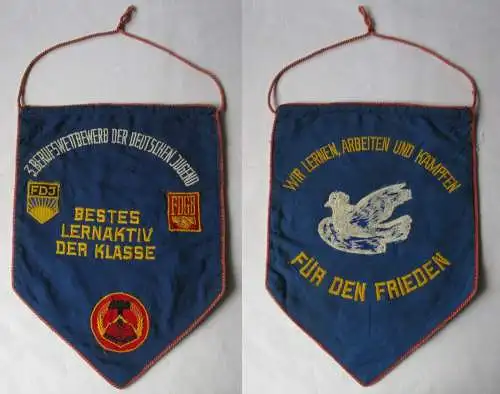 3. BERUFSWETTBEWERB DER DEUTSCHEN JUGEND
FDJ
FDGB
BESTES
LERNAKTIV
DER KLASSE
WIR LERNEN, ARBEITEN UND KÄMPFEN
FÜR DEN FRIEDEN